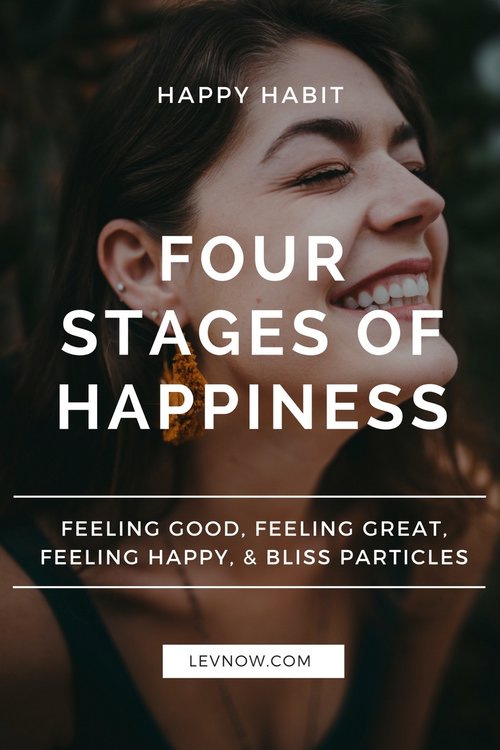 HAPPY HABIT
FOUR
STAGES OF
HAPPINESS
FEELING GOOD, FEELING GREAT,
FEELING HAPPY, & BLISS PARTICLES
LEVNOW.COM